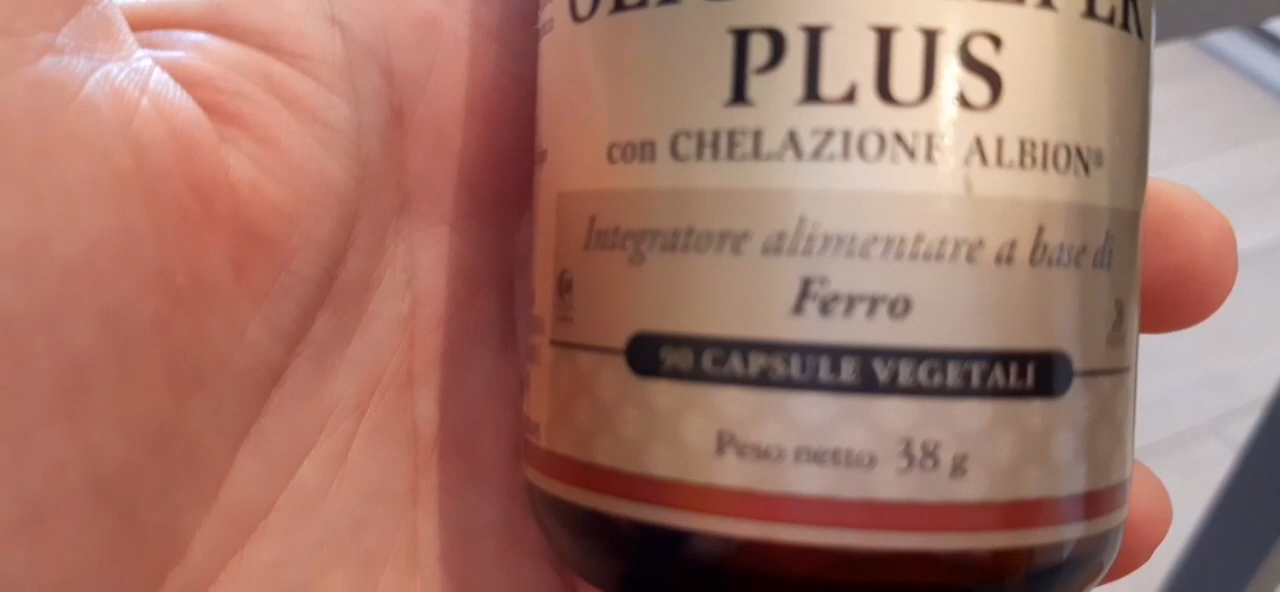 PLUS
con CHELAZIONE ALBION®
Integratore alimentare a base di
Ferro
90 CAPSULE VEGETALI
Peso netto 38 g